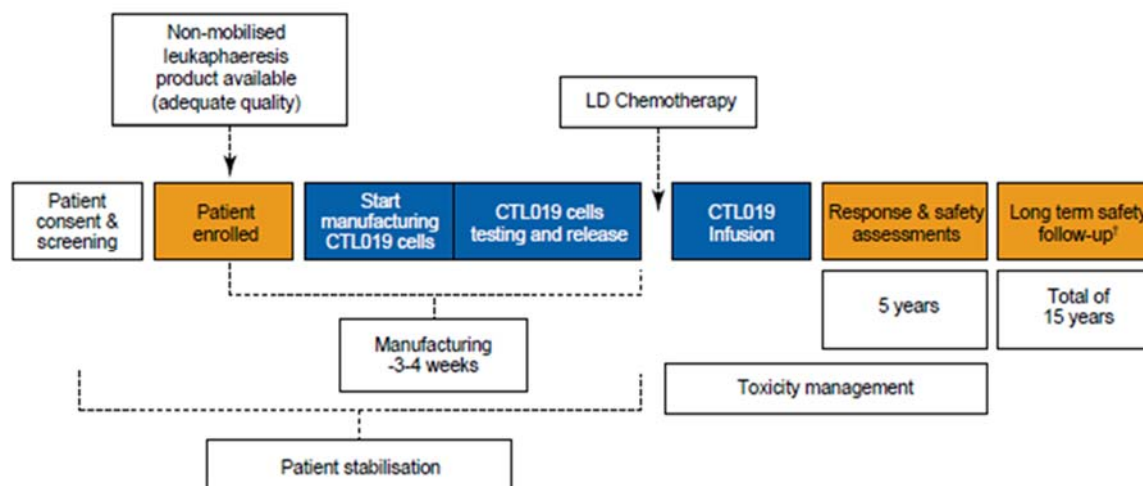 Non-mobilised
leukaphaeresis
product available
(adequate quality)
LD Chemotherapy
Patient
consent &
screening
Patient
enrolled
Start
manufacturing
CTL019 cells
CTL019 cells
testing and release
CTL019
Infusion
Response & safety
assessments
Long term safety
follow-up†
5 years
Total of
15 years
Manufacturing
-3-4 weeks
Toxicity management
Patient stabilisation